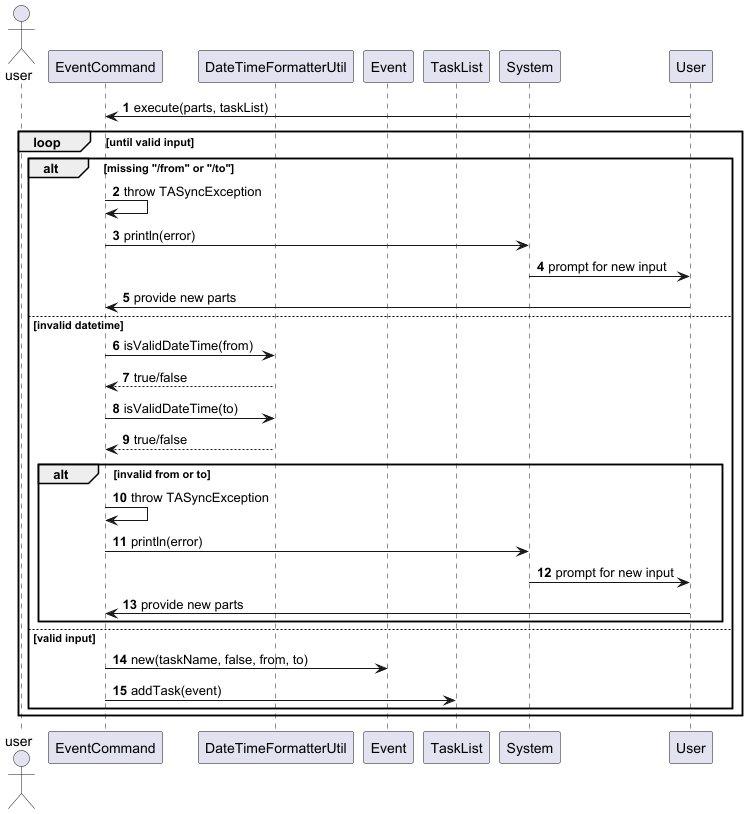 user
EventCommand
DateTimeFormatterUtil
Event
TaskList
System
User
1 execute(parts, taskList)
loop [until valid input]
alt [missing "/from" or "/to"]
2 throw TASyncException
3 println(error)
4 prompt for new input
5 provide new parts
[invalid datetime]
6 isValidDateTime(from)
7 true/false
8 isValidDateTime(to)
9 true/false
alt [invalid from or to]
10 throw TASyncException
11 println(error)
12 prompt for new input
13 provide new parts
[valid input]
14 new(taskName, false, from, to)
15 addTask(event)
user
EventCommand
DateTimeFormatterUtil
Event
TaskList
System
User